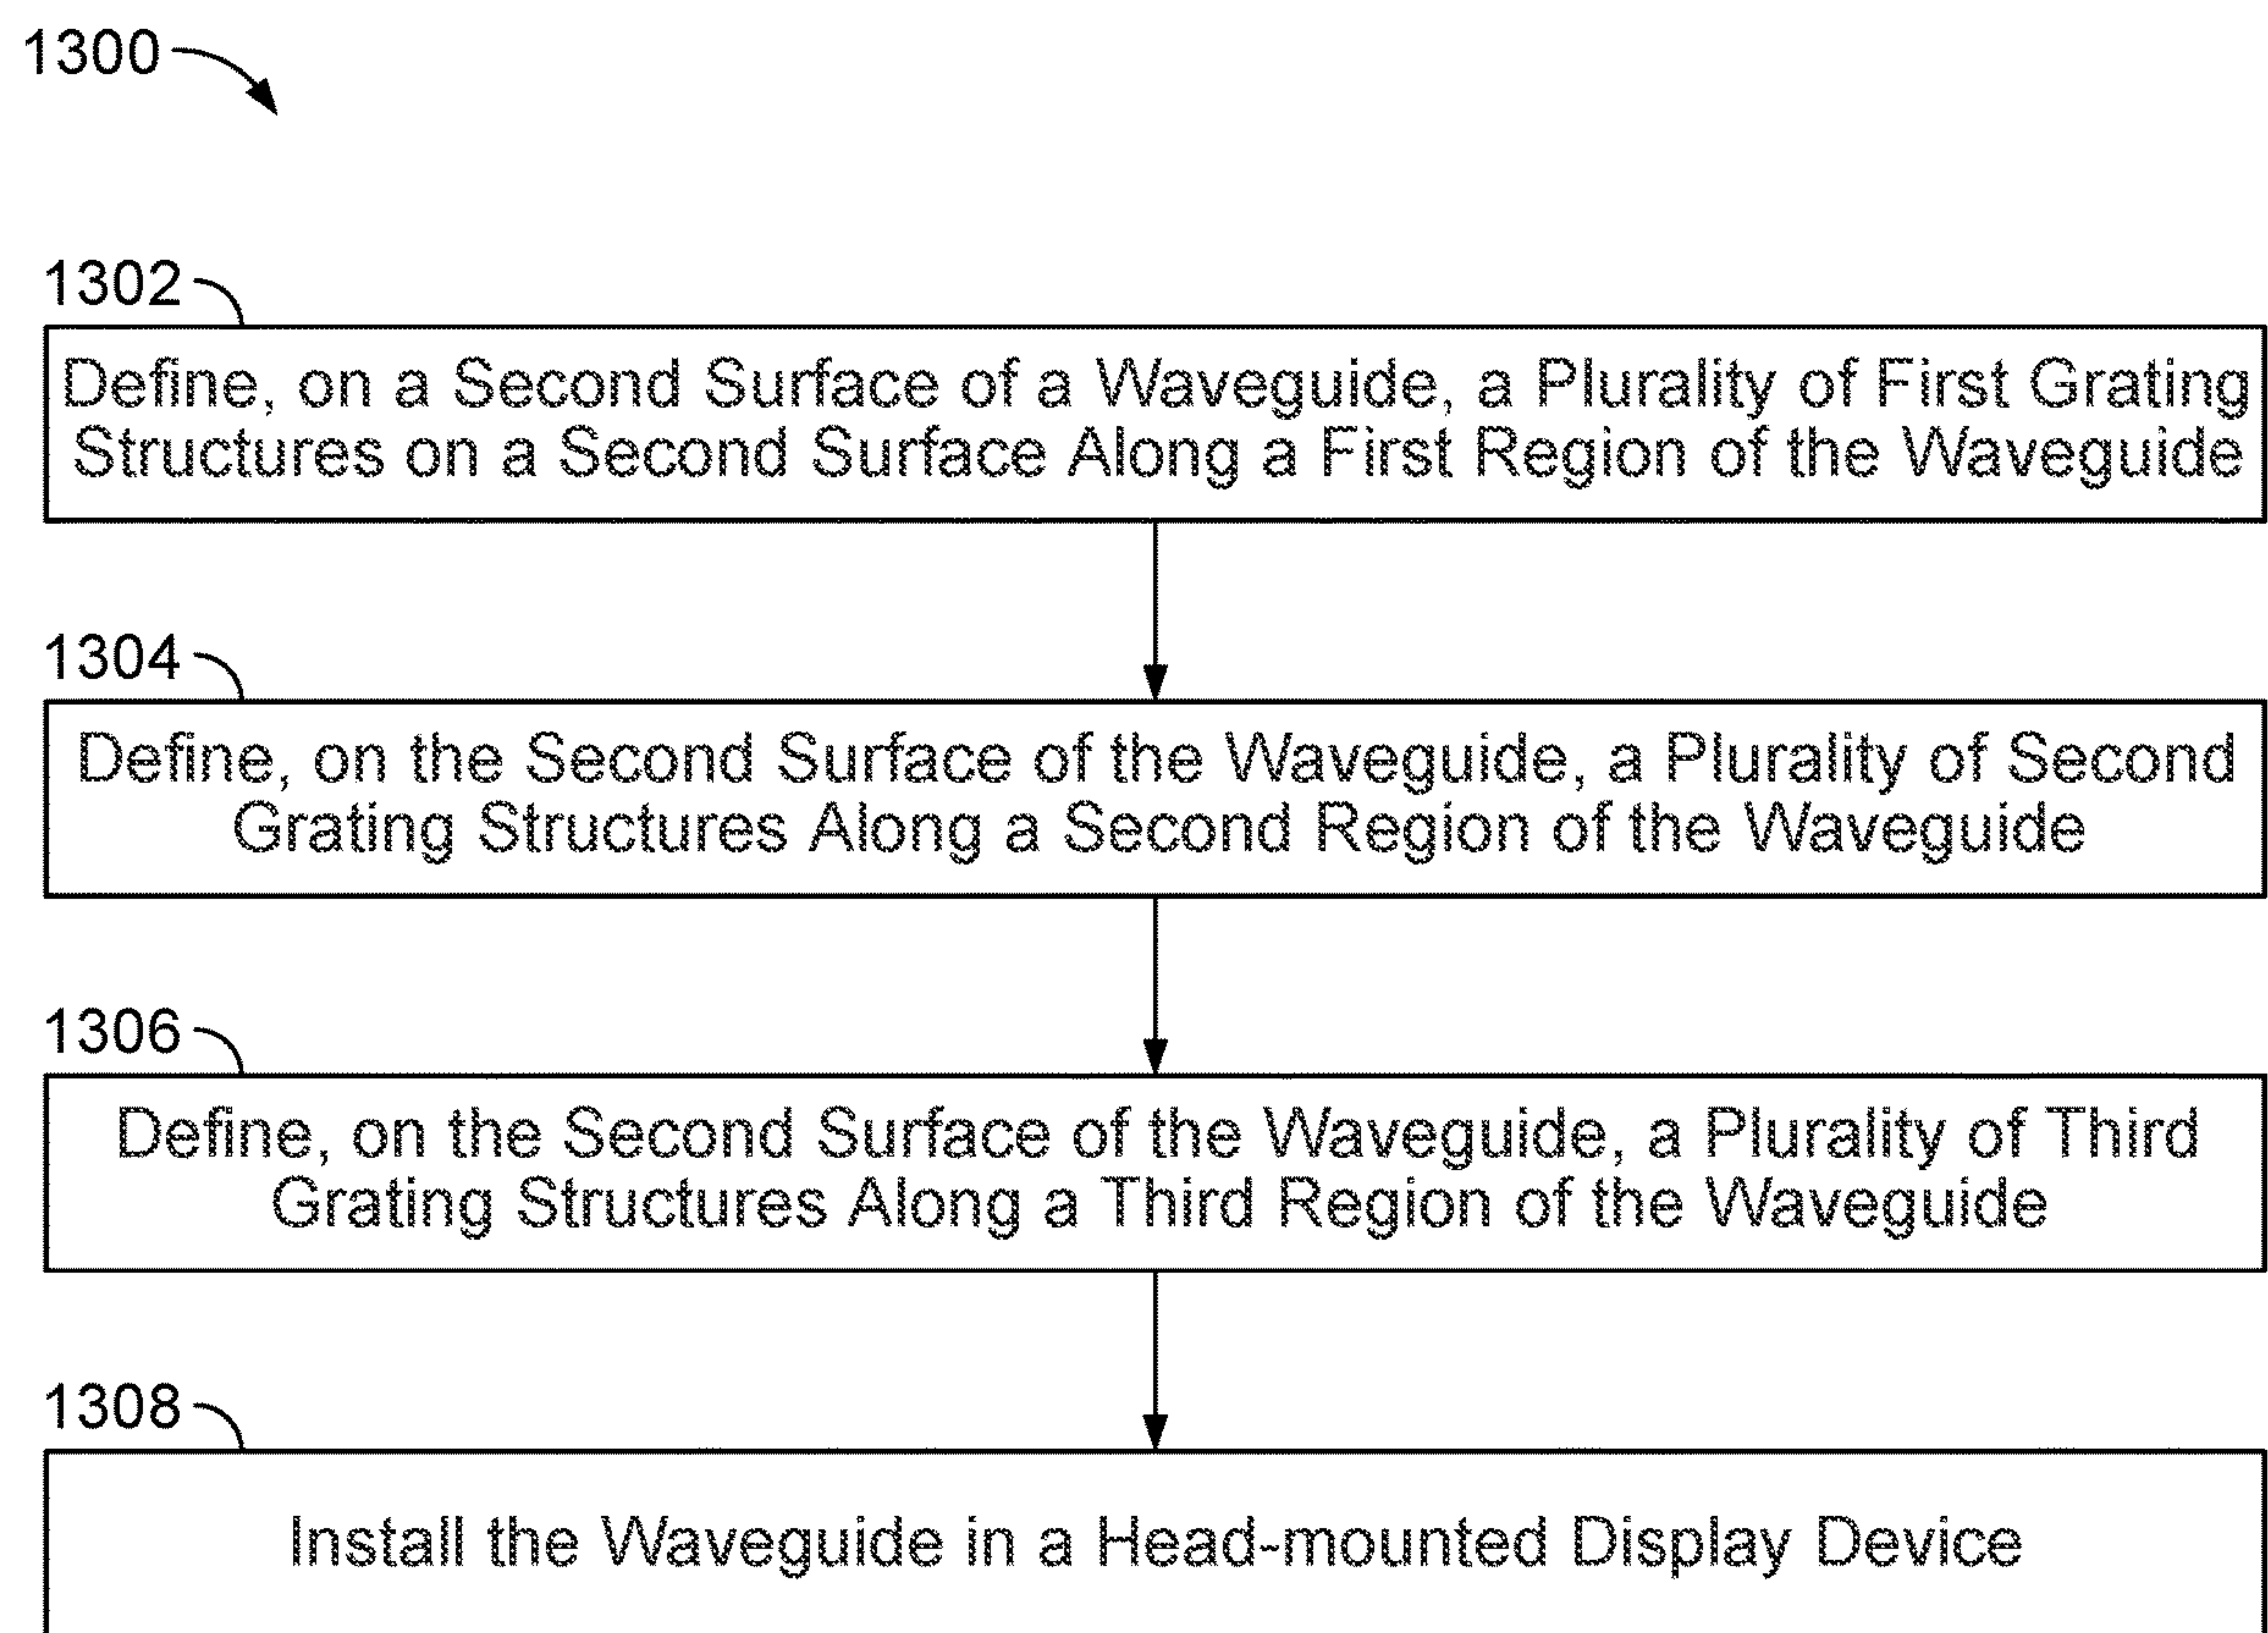 1300
1302
Define, on a Second Surface of a Waveguide, a Plurality of First Grating
Structures on a Second Surface Along a First Region of the Waveguide
1304
Define, on the Second Surface of the Waveguide, a Plurality of Second
Grating Structures Along a Second Region of the Waveguide
1306
Define, on the Second Surface of the Waveguide, a Plurality of Third
Grating Structures Along a Third Region of the Waveguide
1308
Install the Waveguide in a Head-mounted Display Device